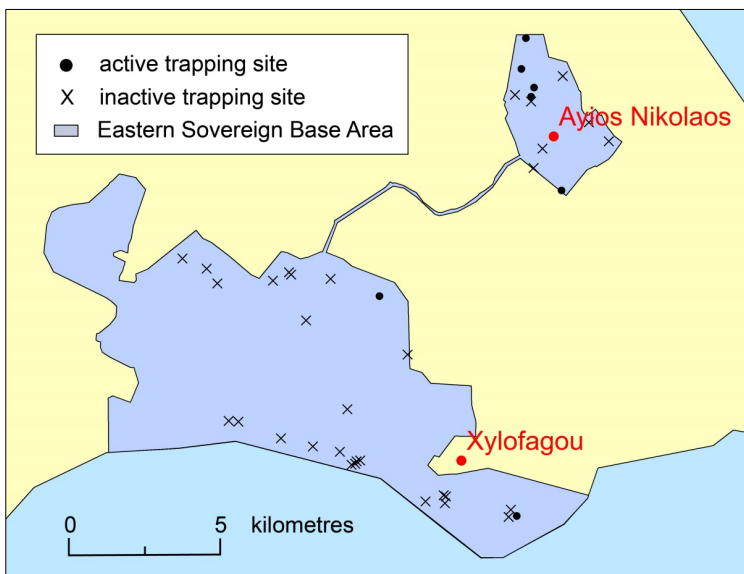 active trapping site
inactive trapping site
Eastern Sovereign Base Area
Ayios Nikolaos
Xylofagou
0 5 kilometres